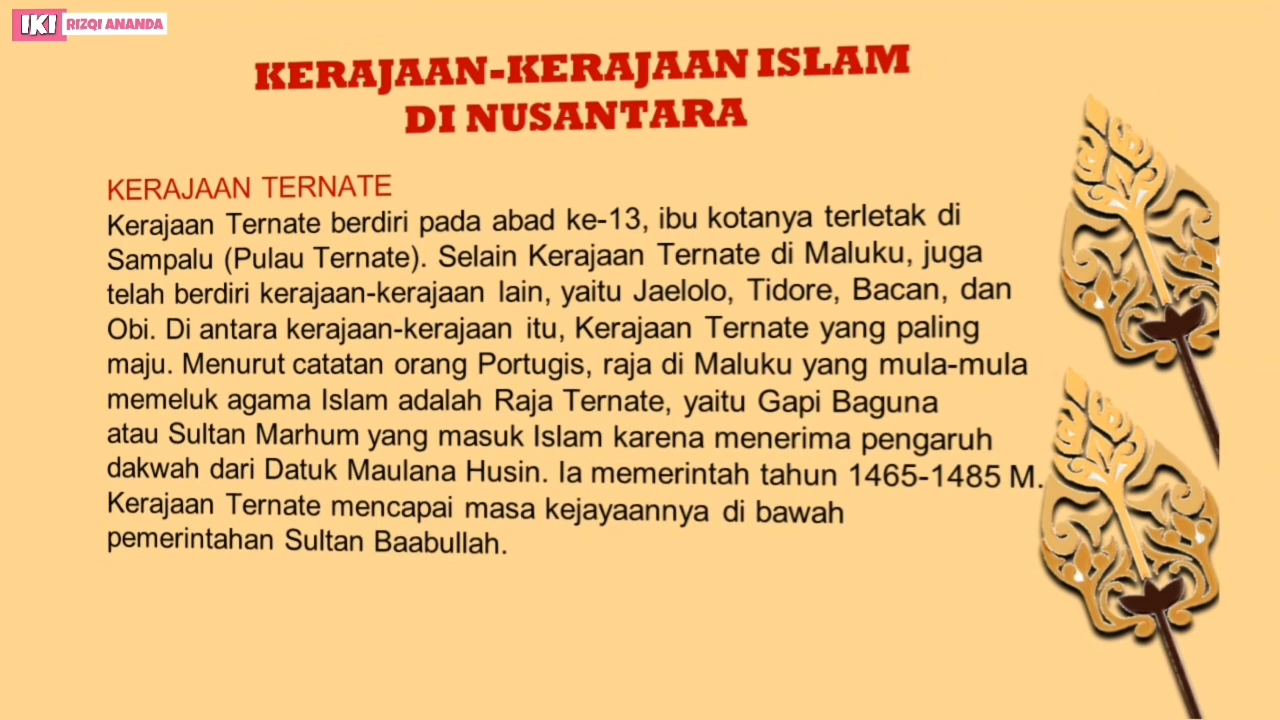 IKI RIZQI ANANDA
KERAJAAN-KERAJAAN ISLAM
DI NUSANTARA
KERAJAAN TERNATE
Kerajaan Ternate berdiri pada abad ke-13, ibu kotanya terletak di
Sampalu (Pulau Ternate). Selain Kerajaan Ternate di Maluku, juga
telah berdiri kerajaan-kerajaan lain, yaitu Jaelolo, Tidore, Bacan, dan
Obi. Di antara kerajaan-kerajaan itu, Kerajaan Ternate yang paling
maju. Menurut catatan orang Portugis, raja di Maluku yang mula-mula
memeluk agama Islam adalah Raja Ternate, yaitu Gapi Baguna
atau Sultan Marhum yang masuk Islam karena menerima pengaruh
dakwah dari Datuk Maulana Husin. Ia memerintah tahun 1465-1485 M.
Kerajaan Ternate mencapai masa kejayaannya di bawah
pemerintahan Sultan Baabullah.